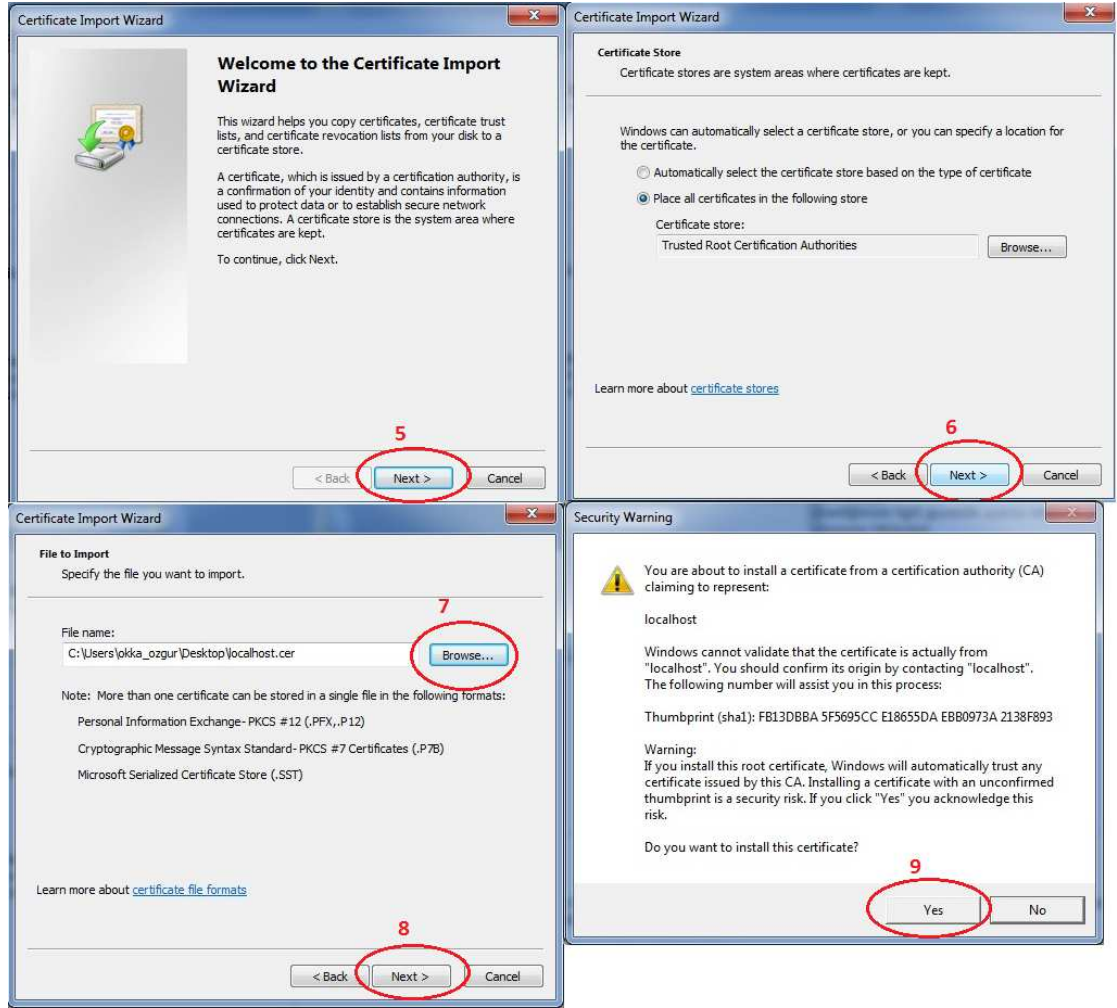 Certificate Import Wizard
Welcome to the Certificate Import
Wizard
This wizard helps you copy certificates, certificate trust
lists, and certificate revocation lists from your disk to a
certificate store.
A certificate, which is issued by a certification authority, is
a confirmation of your identity and contains information
used to protect data or to establish secure network
connections. A certificate store is the system area where
certificates are kept.
To continue, click Next.
5
< Back
Next >
Cancel
Certificate Import Wizard
Certificate Store
Certificate stores are system areas where certificates are kept.
Windows can automatically select a certificate store, or you can specify a location for
the certificate.
Automatically select the certificate store based on the type of certificate
Place all certificates in the following store
Certificate store:
Trusted Root Certification Authorities
Browse...
Learn more about certificate stores
6
< Back
Next >
Cancel
Certificate Import Wizard
File to Import
Specify the file you want to import.
7
File name:
C:\Users\okka_ozgur\Desktop\localhost.cer
Browse...
Note: More than one certificate can be stored in a single file in the following formats:
Personal Information Exchange- PKCS #12 (.PFX,.P12)
Cryptographic Message Syntax Standard- PKCS #7 Certificates (.P7B)
Microsoft Serialized Certificate Store (.SST)
Learn more about certificate file formats
8
< Back
Next >
Cancel
Security Warning
You are about to install a certificate from a certification authority (CA)
claiming to represent:
localhost
Windows cannot validate that the certificate is actually from
"localhost". You should confirm its origin by contacting "localhost".
The following number will assist you in this process:
Thumbprint (sha1): FB13DBBA 5F5695CC E18655DA EBB0973A 2138F893
Warning:
If you install this root certificate, Windows will automatically trust any
certificate issued by this CA. Installing a certificate with an unconfirmed
thumbprint is a security risk. If you click "Yes" you acknowledge this
risk.
Do you want to install this certificate?
9
Yes
No